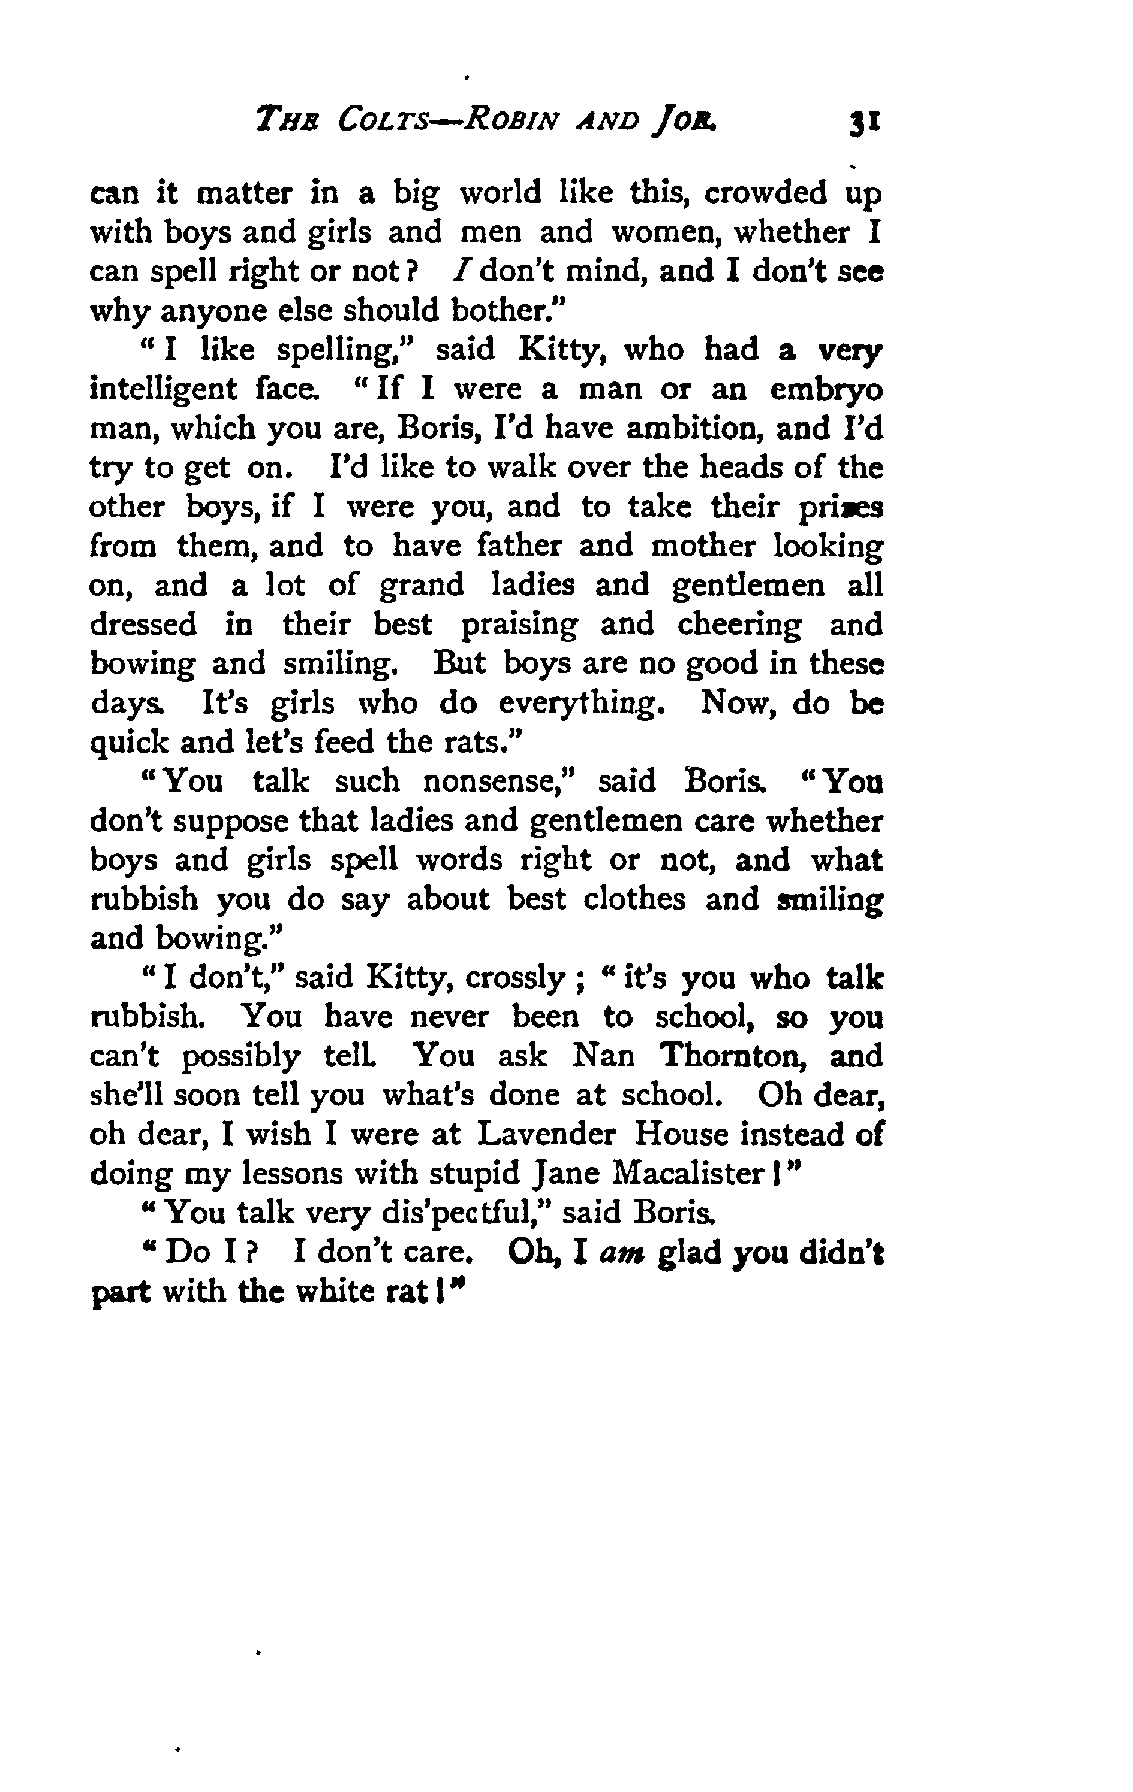 THE COLTS—ROBIN AND JOE. 31
can it matter in a big world like this, crowded up
with boys and girls and men and women, whether I
can spell right or not? I don't mind, and I don't see
why anyone else should bother."
"I like spelling," said Kitty, who had a very
intelligent face. "If I were a man or an embryo
man, which you are, Boris, I'd have ambition, and I'd
try to get on. I'd like to walk over the heads of the
other boys, if I were you, and to take their prizes
from them, and to have father and mother looking
on, and a lot of grand ladies and gentlemen all
dressed in their best praising and cheering and
bowing and smiling. But boys are no good in these
days. It's girls who do everything. Now, do be
quick and let's feed the rats."
"You talk such nonsense," said Boris. "You
don't suppose that ladies and gentlemen care whether
boys and girls spell words right or not, and what
rubbish you do say about best clothes and smiling
and bowing."
"I don't," said Kitty, crossly; "it's you who talk
rubbish. You have never been to school, so you
can't possibly tell. You ask Nan Thornton, and
she'll soon tell you what's done at school. Oh dear,
oh dear, I wish I were at Lavender House instead of
doing my lessons with stupid Jane Macalister!"
"You talk very dis'pectful," said Boris.
"Do I? I don't care. Oh, I am glad you didn't
part with the white rat!"